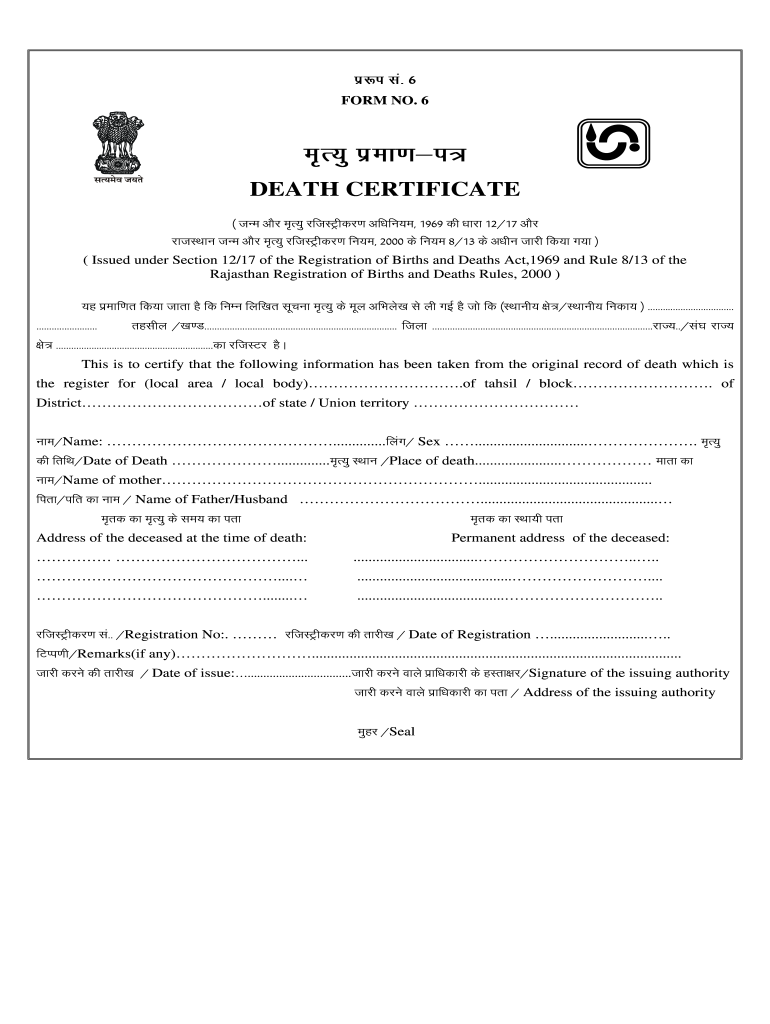 प्ररूप सं. 6
FORM NO. 6
सत्यमेव जयते
मृत्यु प्रमाण–पत्र
DEATH CERTIFICATE
( जन्म और मृत्यु रजिस्ट्रीकरण अधिनियम, 1969 की धारा 12/17 और
राजस्थान जन्म और मृत्यु रजिस्ट्रीकरण नियम, 2000 के नियम 8/13 के अधीन जारी किया गया )
( Issued under Section 12/17 of the Registration of Births and Deaths Act,1969 and Rule 8/13 of the
Rajasthan Registration of Births and Deaths Rules, 2000 )
यह प्रमाणित किया जाता है कि निम्न लिखित सूचना मृत्यु के मूल अभिलेख से ली गई है जो कि (स्थानीय क्षेत्र/स्थानीय निकाय ) ..................................
........................ तहसील /खण्ड............................................................................ जिला .......................................................................................राज्य../संघ राज्य
क्षेत्र ..............................................................का रजिस्टर है।
This is to certify that the following information has been taken from the original record of death which is
the register for (local area / local body)………………………….of tahsil / block………………………. of
District………………………………of state / Union territory ……………………………
नाम/Name: ……………………………………….............लिंग/ Sex ……..............................…………………. मृत्यु
की तिथि/Date of Death …………………..............मृत्यु स्थान /Place of death.......................……………… माता का
नाम/Name of mother……………………………………………………….............................................
पिता/पति का नाम / Name of Father/Husband ………………………………..............................................…
मृतक का मृत्यु के समय का पता मृतक का स्थायी पता
Address of the deceased at the time of death: Permanent address of the deceased:
…………… ………………………………... .................................………………………..…..
…………………………………………....… .......................................……………………....
………………………………………........… .......................................……………………..
रजिस्ट्रीकरण सं.. /Registration No:. ……… रजिस्ट्रीकरण की तारीख / Date of Registration ….........................…..
टिप्पणी/Remarks(if any)………………………..................................................................................................
जारी करने की तारीख / Date of issue:…................................जारी करने वाले प्राधिकारी के हस्ताक्षर/Signature of the issuing authority
जारी करने वाले प्राधिकारी का पता / Address of the issuing authority
मुहर /Seal